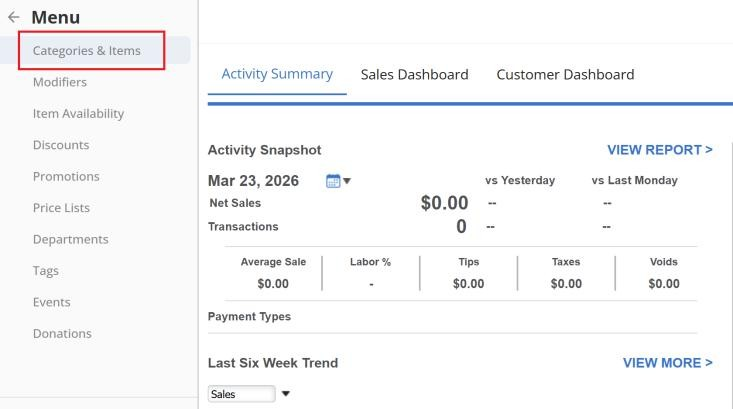 Menu
Categories & Items
Modifiers
Item Availability
Discounts
Promotions
Price Lists
Departments
Tags
Events
Donations
Activity Summary Sales Dashboard Customer Dashboard
Activity Snapshot VIEW REPORT >
Mar 23, 2026 vs Yesterday vs Last Monday
Net Sales $0.00 -- --
Transactions 0 -- --
Average Sale Labor % Tips Taxes Voids
$0.00 - $0.00 $0.00 $0.00
Payment Types
Last Six Week Trend VIEW MORE >
Sales